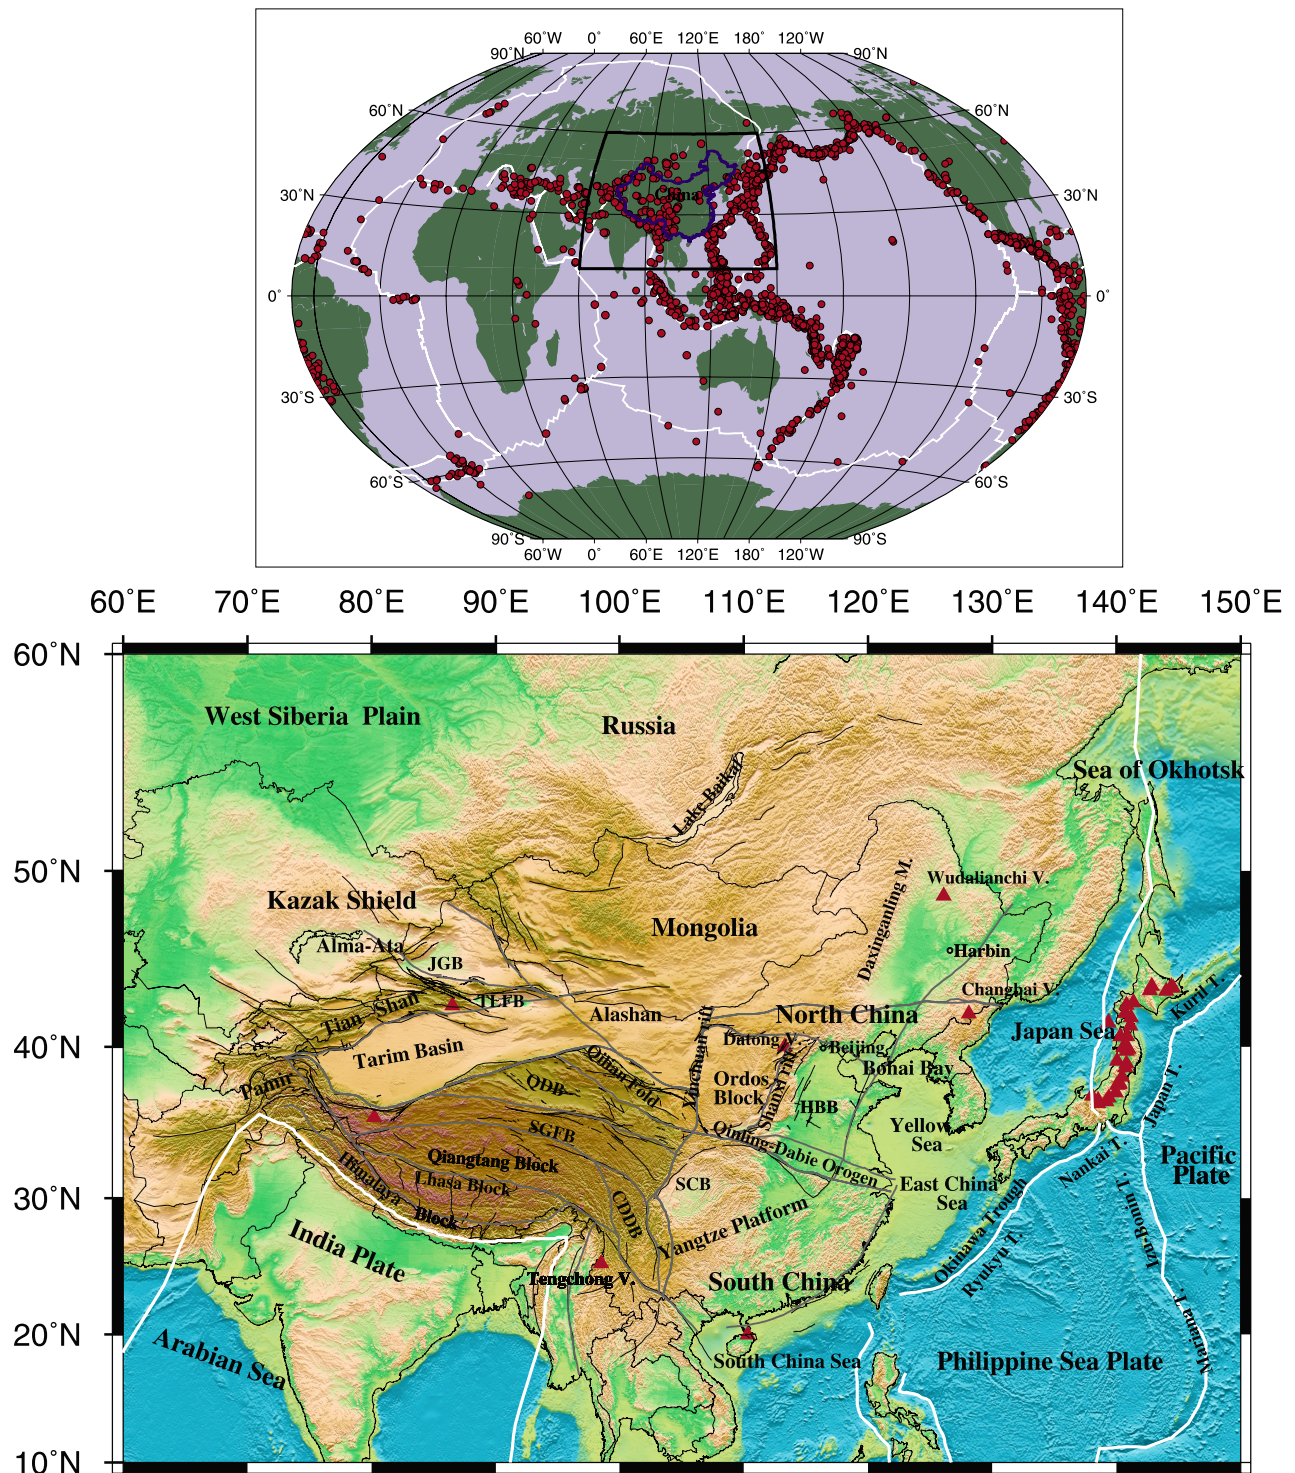 60˚W 0˚ 60˚E 120˚E 180˚ 120˚W
90˚N 90˚N
60˚N 60˚N
30˚N 30˚N
China
0˚ 0˚
30˚S 30˚S
60˚S 60˚S
90˚S 90˚S
60˚W 0˚ 60˚E 120˚E 180˚ 120˚W
60˚E 70˚E 80˚E 90˚E 100˚E 110˚E 120˚E 130˚E 140˚E 150˚E
60˚N
50˚N
40˚N
30˚N
20˚N
10˚N
West Siberia Plain
Russia
Sea of Okhotsk
Lake Baikal
Kazak Shield
Mongolia
Daxinganling M.
Wudalianchi V.
Alma-Ata
JGB
Harbin
TLFB
Changbai V.
Kuril T.
Tian Shan
Alashan
North China
Japan Sea
Yinchuan rift
Datong V.
Beijing
Tarim Basin
Bohai Bay
Pamir
Qilian Fold
QDB
Ordos
Block
Shanxi rift
HBB
Japan T.
SGFB
Yellow
Sea
Qinling-Dabie Orogen
Qiangtang Block
Lhasa Block
Himalaya
Block
Nankai T.
Pacific
Plate
SCB
East China
Sea
CDDB
Yangtze Platform
Okinawa Trough
Ryukyu T.
Izu-Bonin T.
India Plate
Tengchong V.
South China
Mariana T.
Arabian Sea
South China Sea
Philippine Sea Plate